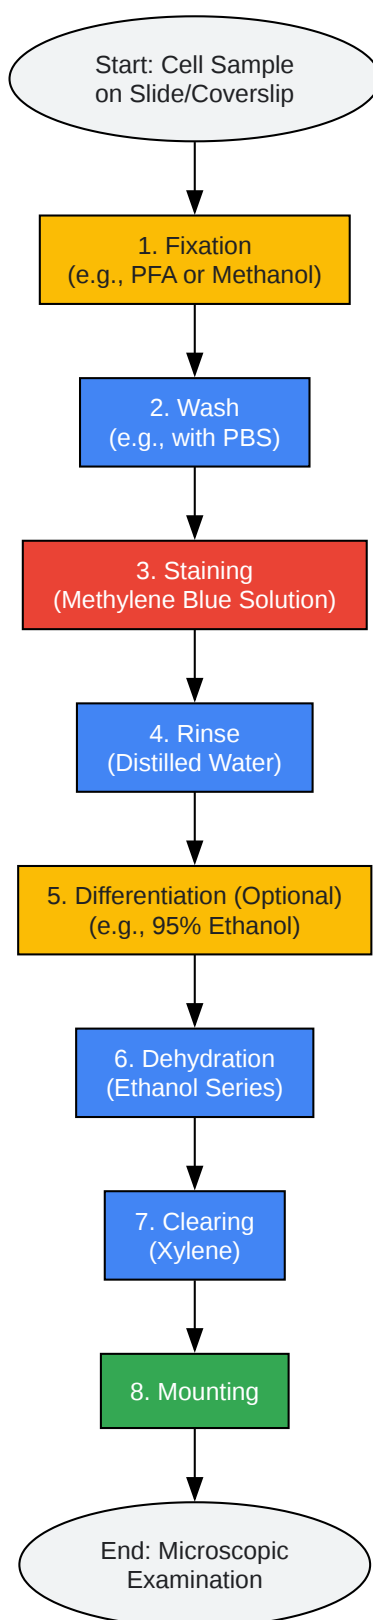 Start: Cell Sample
on Slide/Coverslip
1. Fixation
(e.g., PFA or Methanol)
2. Wash
(e.g., with PBS)
3. Staining
(Methylene Blue Solution)
4. Rinse
(Distilled Water)
5. Differentiation (Optional)
(e.g., 95% Ethanol)
6. Dehydration
(Ethanol Series)
7. Clearing
(Xylene)
8. Mounting
End: Microscopic
Examination